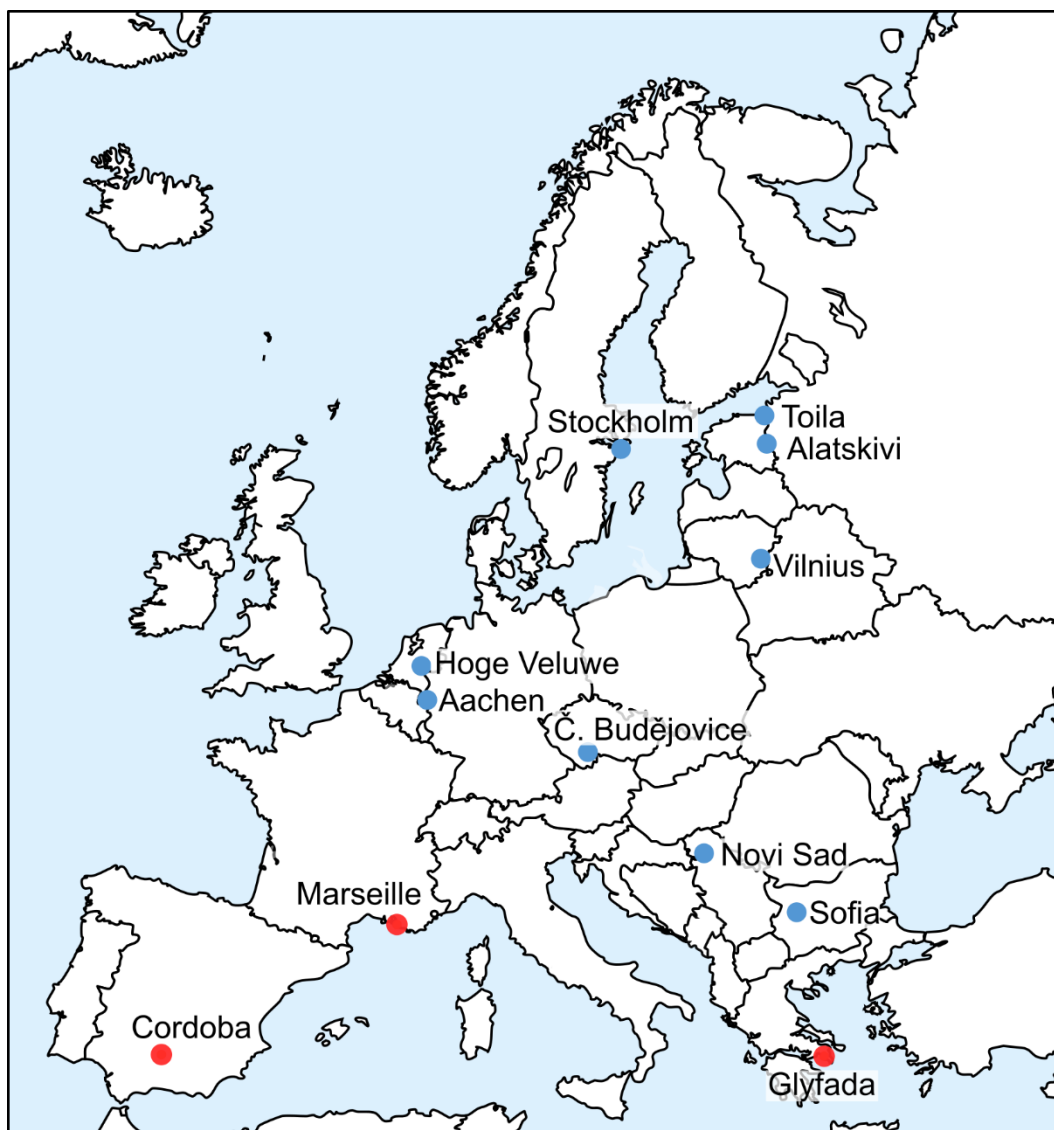 Stockholm
Toila
Alatskivi
Vilnius
Hoge Veluwe
Aachen
Č. Budějovice
Novi Sad
Marseille
Sofia
Cordoba
Glyfada